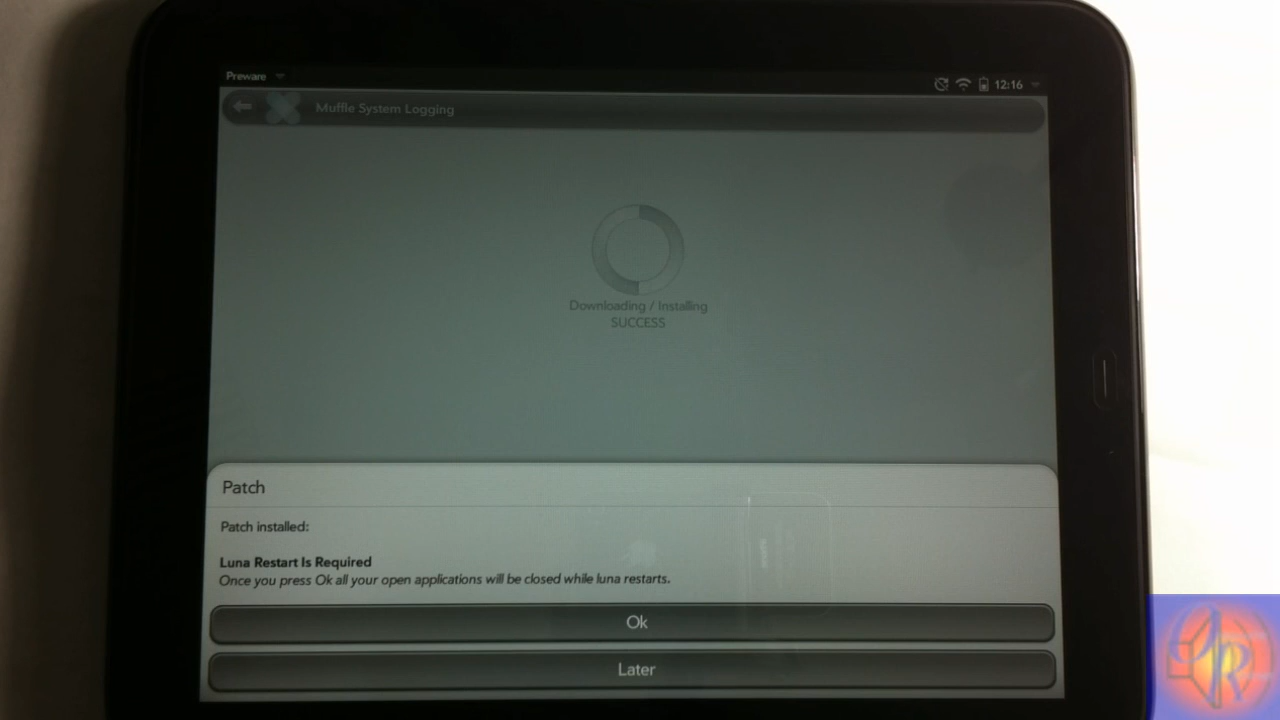 Preware
12:16
Muffle System Logging
Downloading / Installing
SUCCESS
Patch
Patch installed:
Luna Restart Is Required
Once you press Ok all your open applications will be closed while luna restarts.
Ok
Later